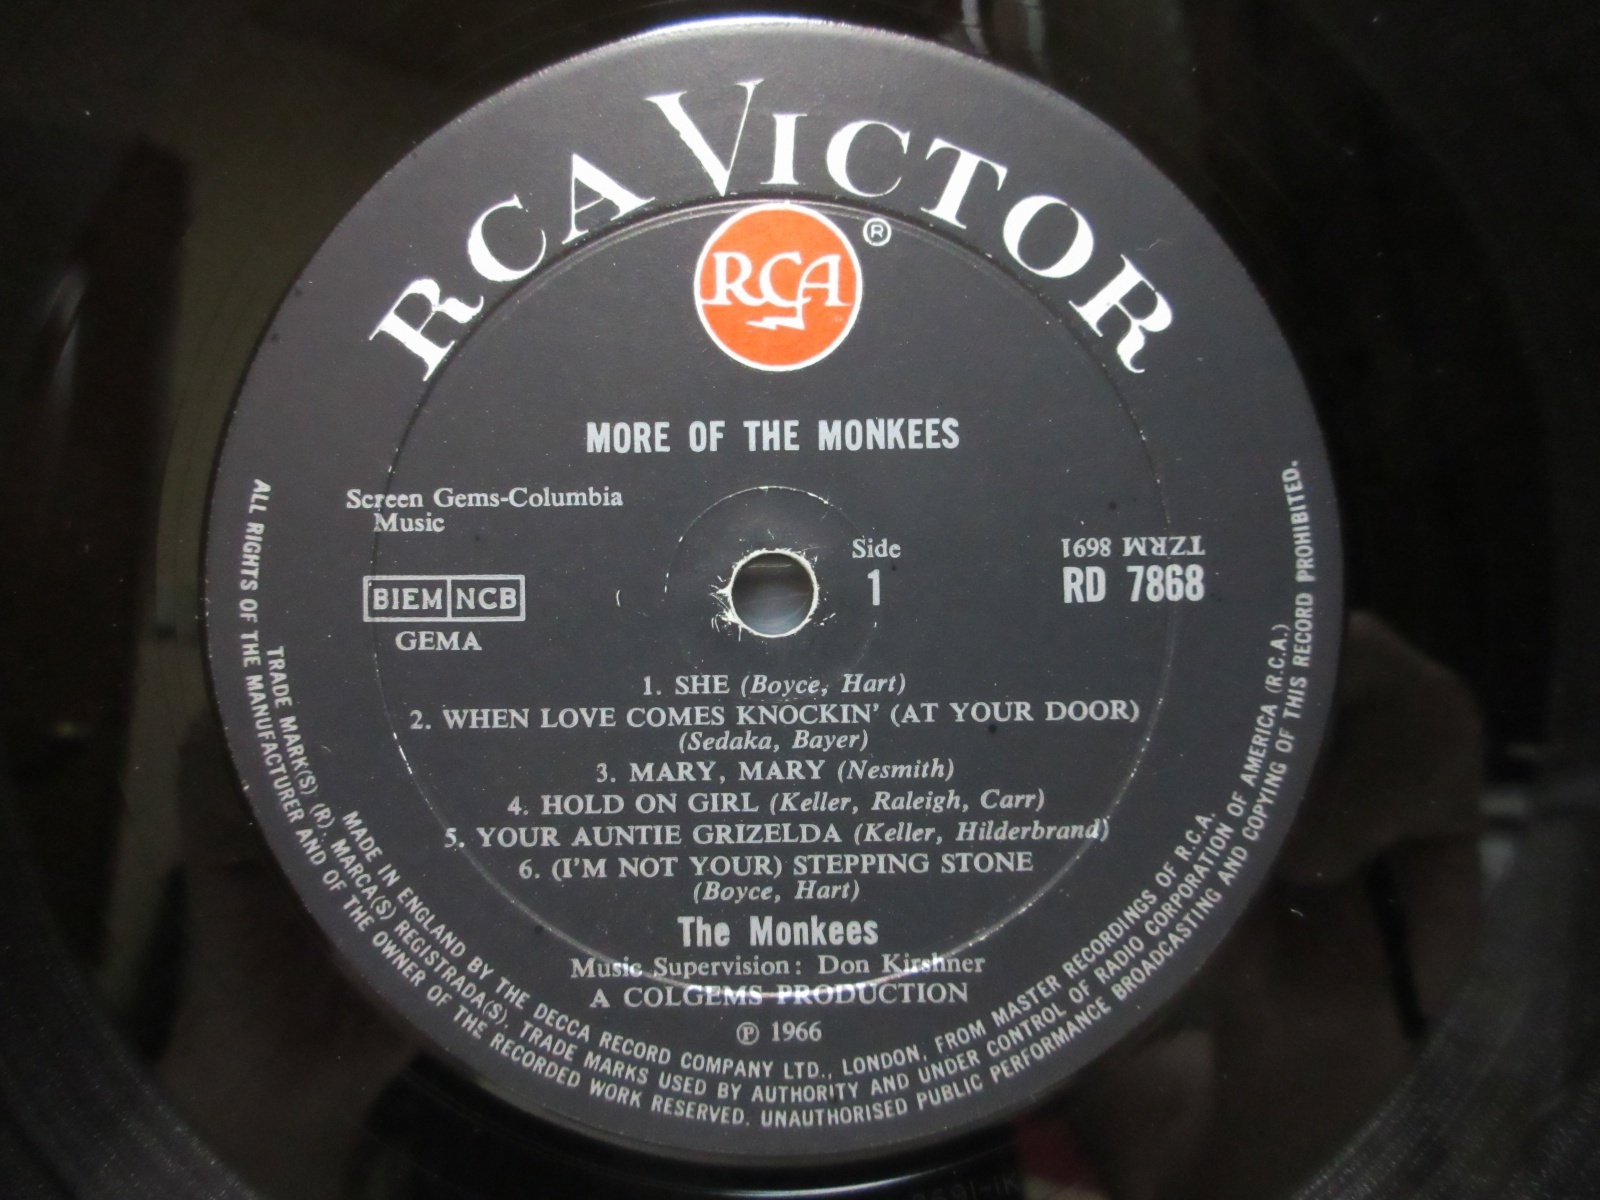 RCA VICTOR
RCA ®
MORE OF THE MONKEES
Screen Gems-Columbia
Music
BIEM NCB
GEMA
Side
1
TZRM 8691
RD 7868
1. SHE (Boyce, Hart)
2. WHEN LOVE COMES KNOCKIN' (AT YOUR DOOR)
(Sedaka, Bayer)
3. MARY, MARY (Nesmith)
4. HOLD ON GIRL (Keller, Raleigh, Carr)
5. YOUR AUNTIE GRIZELDA (Keller, Hilderbrand)
6. (I'M NOT YOUR) STEPPING STONE
(Boyce, Hart)
The Monkees
Music Supervision: Don Kirshner
A COLGEMS PRODUCTION
℗ 1966
MADE IN ENGLAND BY THE DECCA RECORD COMPANY LTD., LONDON, FROM MASTER RECORDINGS OF R.C.A.
TRADE MARK(S) (R). MARCA(S) REGISTRADA(S). TRADE MARKS USED BY AUTHORITY AND UNDER CONTROL OF RADIO CORPORATION OF AMERICA (R.C.A.)
ALL RIGHTS OF THE MANUFACTURER AND OF THE OWNER OF THE RECORDED WORK RESERVED. UNAUTHORISED PUBLIC PERFORMANCE BROADCASTING AND COPYING OF THIS RECORD PROHIBITED.